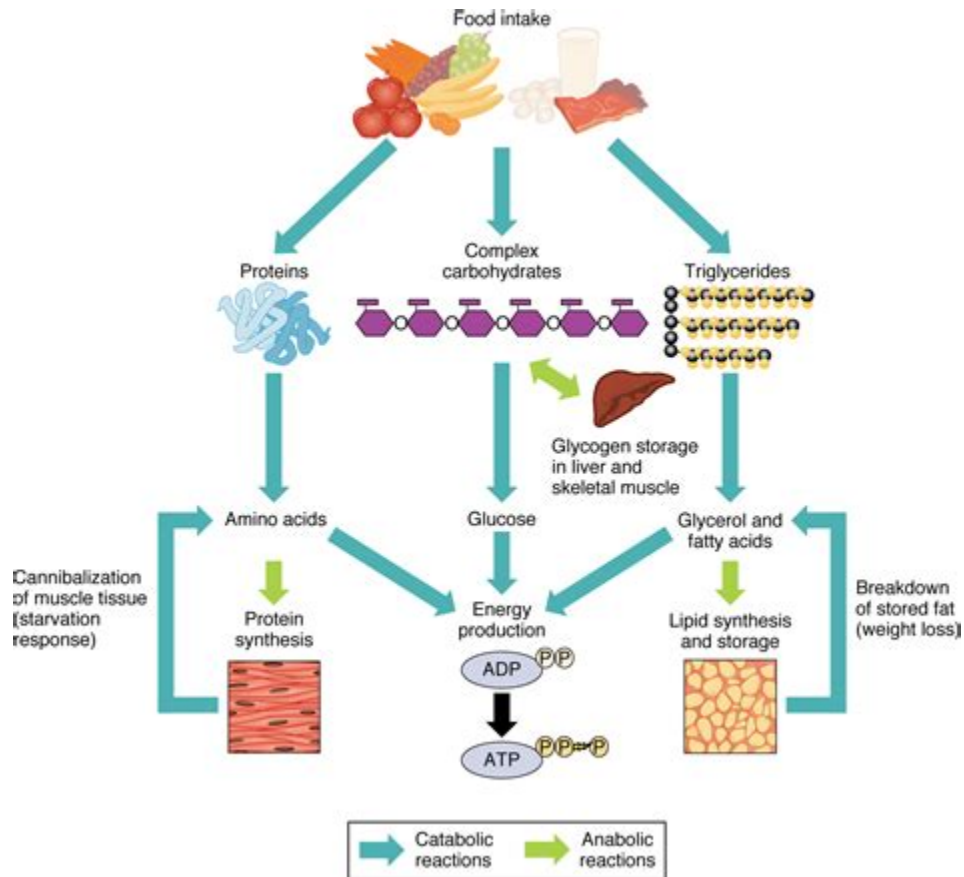 Food intake
Proteins
Complex
carbohydrates
Triglycerides
Glycogen storage
in liver and
skeletal muscle
Amino acids
Glucose
Glycerol and
fatty acids
Cannibalization
of muscle tissue
(starvation
response)
Protein
synthesis
Energy
production
Lipid synthesis
and storage
Breakdown
of stored fat
(weight loss)
ADP P P
ATP P P P
Catabolic
reactions
Anabolic
reactions